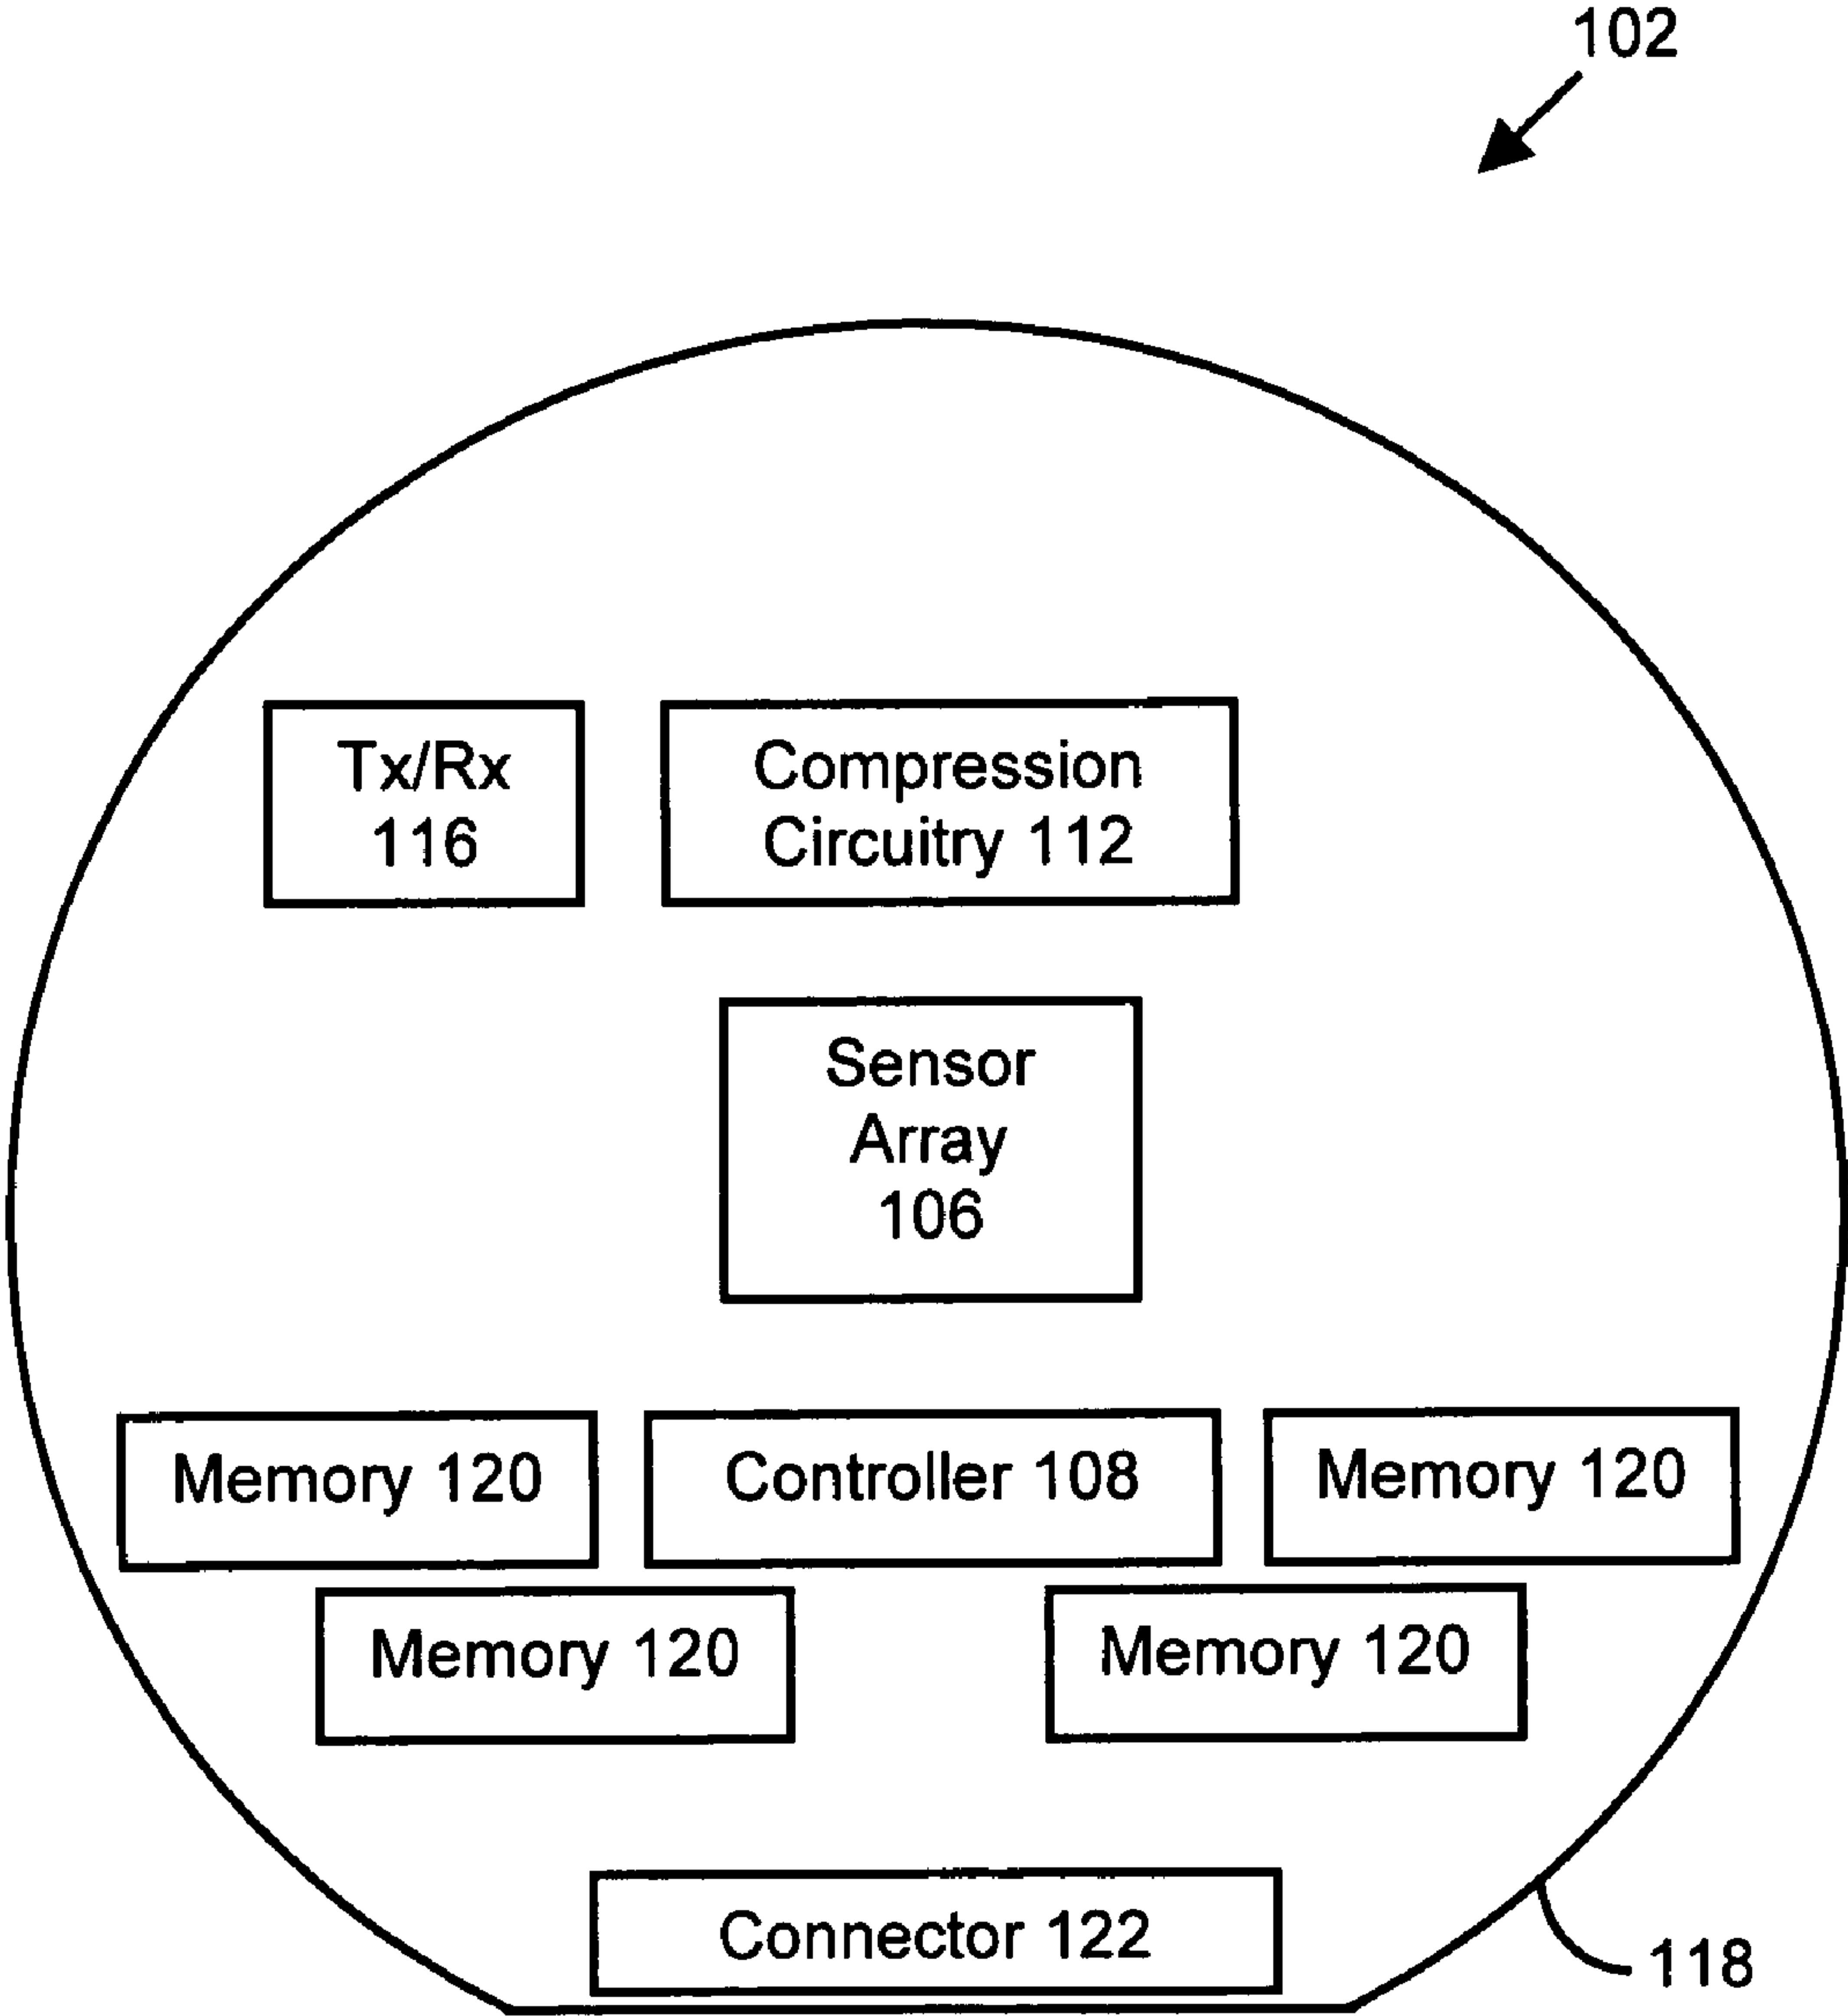 102
Tx/Rx
116
Compression
Circuitry 112
Sensor
Array
106
Memory 120
Controller 108
Memory 120
Memory 120
Memory 120
Connector 122
118